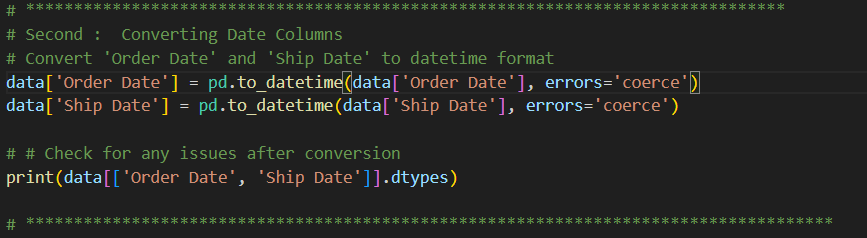 # *******************************************************************************
# Second :  Converting Date Columns
# Convert 'Order Date' and 'Ship Date' to datetime format
data['Order Date'] = pd.to_datetime(data['Order Date'], errors='coerce')
data['Ship Date'] = pd.to_datetime(data['Ship Date'], errors='coerce')
# # Check for any issues after conversion
print(data[['Order Date', 'Ship Date']].dtypes)
# ************************************************************************************